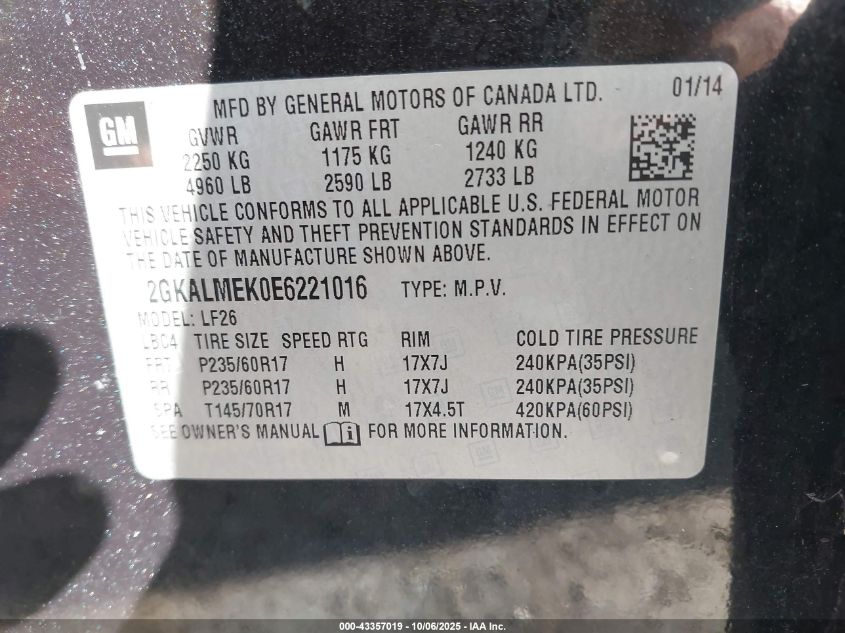 MFD BY GENERAL MOTORS OF CANADA LTD. 01/14
GM
GVWR GAWR FRT GAWR RR
2250 KG 1175 KG 1240 KG
4960 LB 2590 LB 2733 LB
THIS VEHICLE CONFORMS TO ALL APPLICABLE U.S. FEDERAL MOTOR
VEHICLE SAFETY AND THEFT PREVENTION STANDARDS IN EFFECT ON
THE DATE OF MANUFACTURE SHOWN ABOVE.
2GKALMEK0E6221016 TYPE: M.P.V.
MODEL: LF26
LBC4 TIRE SIZE SPEED RTG RIM COLD TIRE PRESSURE
FRT P235/60R17 H 17X7J 240KPA(35PSI)
RR P235/60R17 H 17X7J 240KPA(35PSI)
SPA T145/70R17 M 17X4.5T 420KPA(60PSI)
SEE OWNER'S MANUAL FOR MORE INFORMATION.
000-43357019 - 10/06/2025 - IAA Inc.